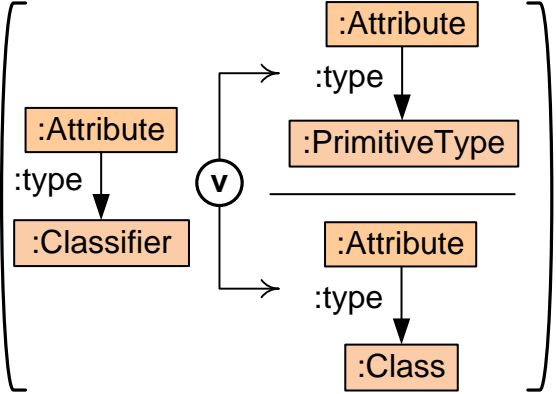 :Attribute
:type
:Classifier
v
:Attribute
:type
:PrimitiveType
:Attribute
:type
:Class